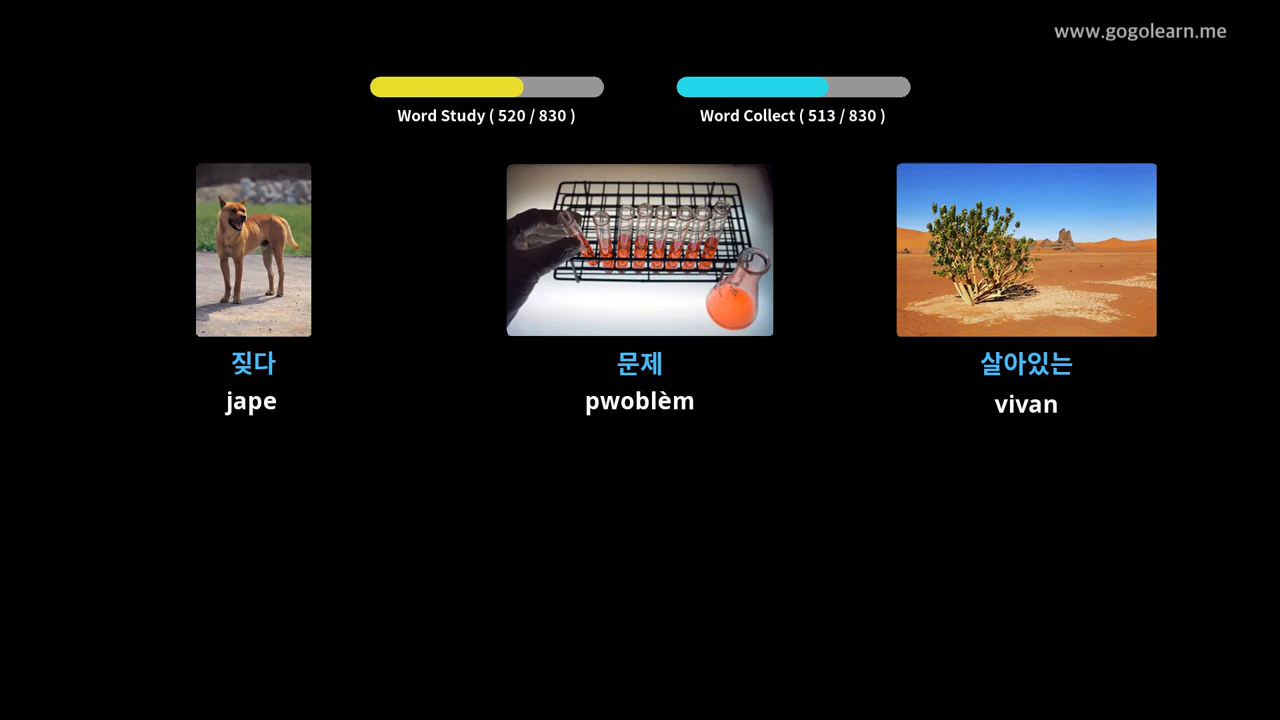 www.gogolearn.me
Word Study ( 520 / 830 )
Word Collect ( 513 / 830 )
짖다
jape
문제
pwoblèm
살아있는
vivan